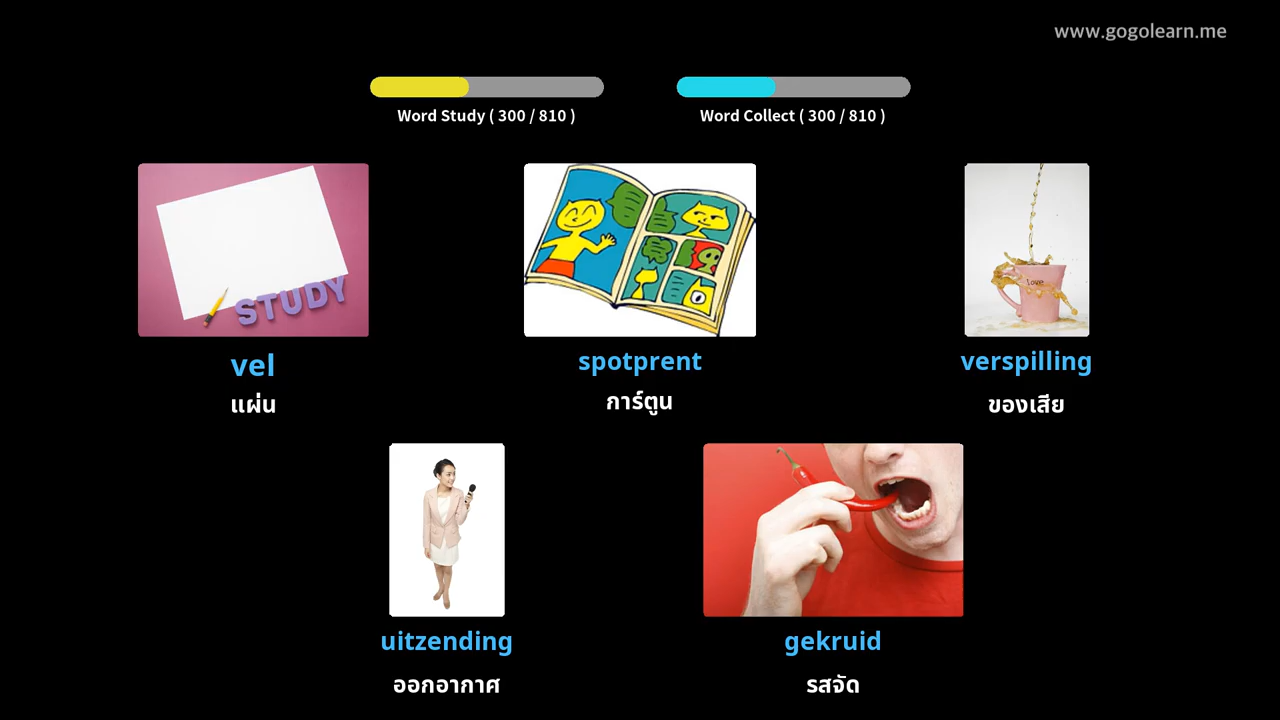 www.gogolearn.me
Word Study ( 300 / 810 )
Word Collect ( 300 / 810 )
STUDY
Love
vel
spotprent
verspilling
แผ่น
การ์ตูน
ของเสีย
uitzending
gekruid
ออกอากาศ
รสจัด